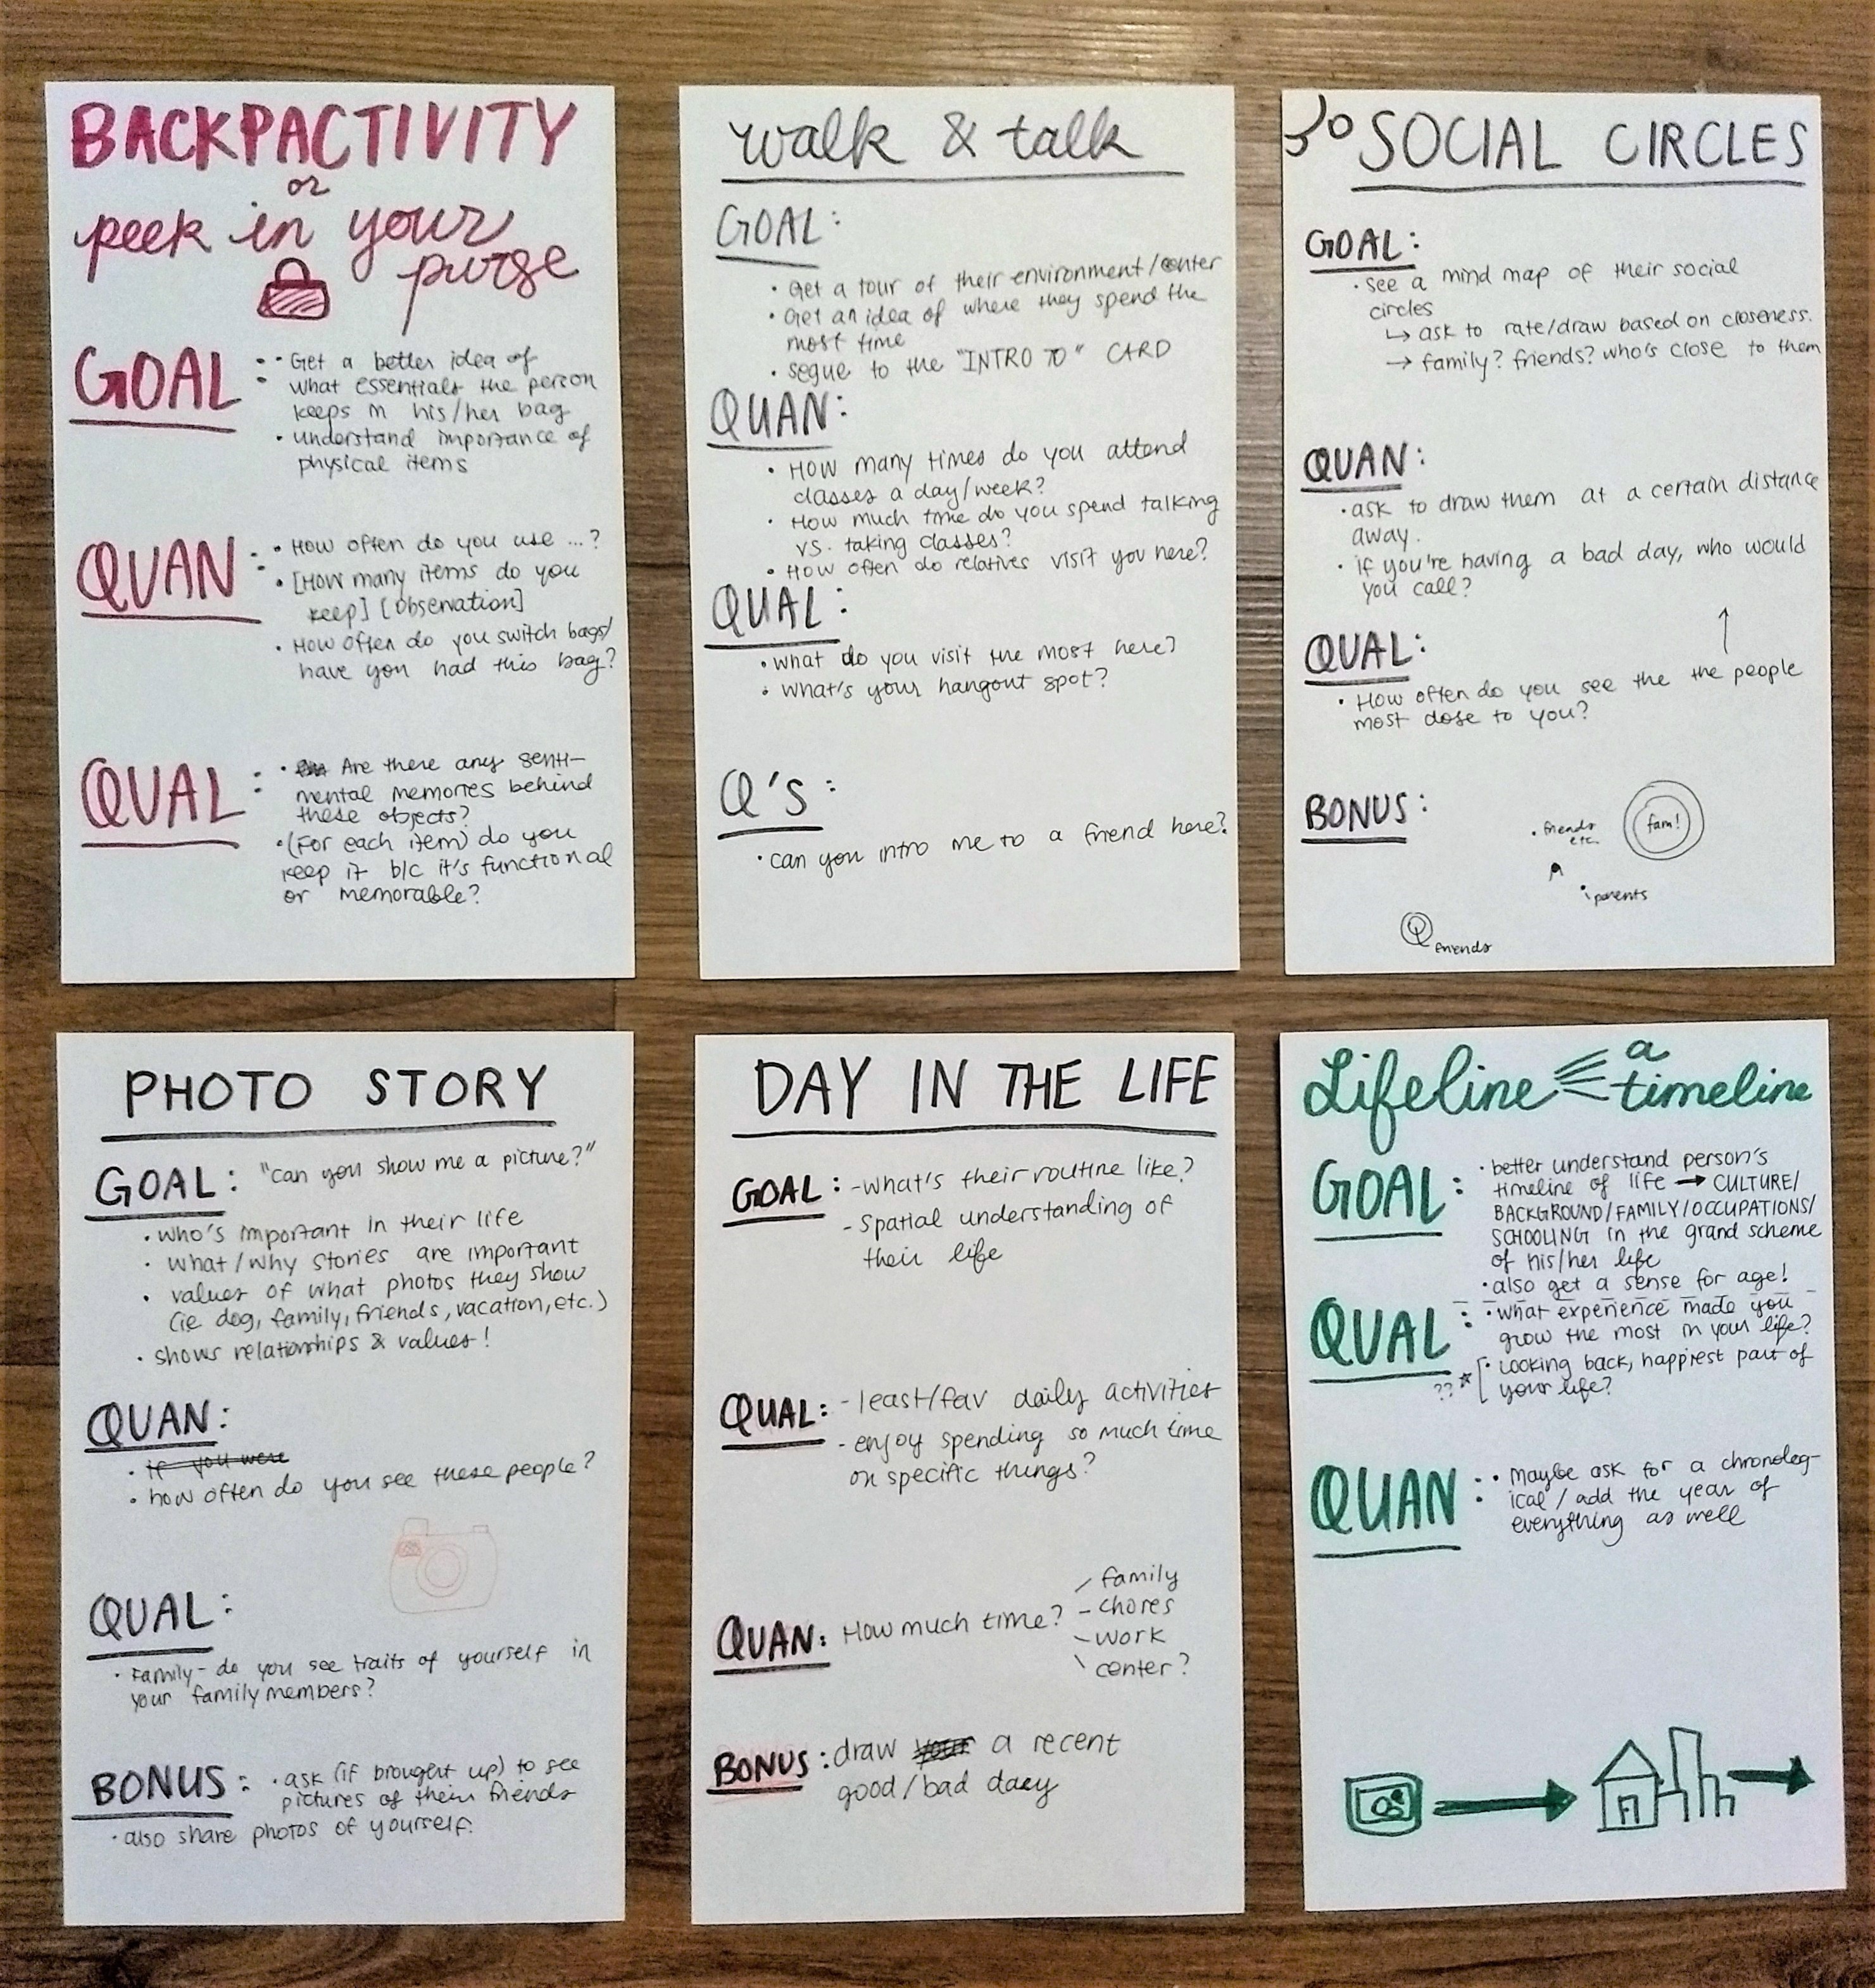 BACKPACTIVITY
or
peek in your
purse
GOAL:
• Get a better idea of
what essentials the person
keeps in his/her bag
• understand importance of
physical items
QUAN:
• How often do you use ...?
• [How many items do you
keep] [observation]
• How often do you switch bags/
have you had this bag?
QUAL:
• Are there any senti-
mental memories behind
these objects?
• (For each item) do you
keep it b/c it's functional
or memorable?
walk & talk
GOAL:
• Get a tour of their environment/center
• Get an idea of where they spend the
most time
• segue to the "INTRO TO" CARD
QUAN:
• How many times do you attend
classes a day/week?
• How much time do you spend talking
vs. taking classes?
• How often do relatives visit you here?
QUAL:
• what do you visit the most here?
• what's your hangout spot?
Q's:
• can you intro me to a friend here?
SOCIAL CIRCLES
GOAL:
• see a mind map of their social
circles
↳ ask to rate/draw based on closeness.
→ family? friends? who's close to them
QUAN:
• ask to draw them at a certain distance
away.
• if you're having a bad day, who would
you call?
QUAL:
• How often do you see the the people
most close to you?
BONUS:
fam!
• friends
etc.
• parents
friends
PHOTO STORY
GOAL: "can you show me a picture?"
• who's important in their life
• what/why stories are important
• values of what photos they show
(ie dog, family, friends, vacation, etc.)
• shows relationships & values!
QUAN:
• if you were
• how often do you see these people?
QUAL:
• Family - do you see traits of yourself in
your family members?
BONUS: • ask (if brought up) to see
pictures of their friends
• also share photos of yourself.
DAY IN THE LIFE
GOAL: - what's their routine like?
- Spatial understanding of
their life
QUAL: - least/fav daily activities
- enjoy spending so much time
on specific things?
QUAN: How much time?
family
- chores
- work
center?
BONUS: draw your a recent
good/bad day
Lifeline
a
timeline
GOAL:
• better understand person's
timeline of life → CULTURE/
BACKGROUND/FAMILY/OCCUPATIONS/
SCHOOLING in the grand scheme
of his/her life
• also get a sense for age!
QUAL:
• what experience made you
grow the most in your life?
?? ★ [• Looking back, happiest part of
your life?
QUAN:
• Maybe ask for a chronolog-
ical/add the year of
everything as well